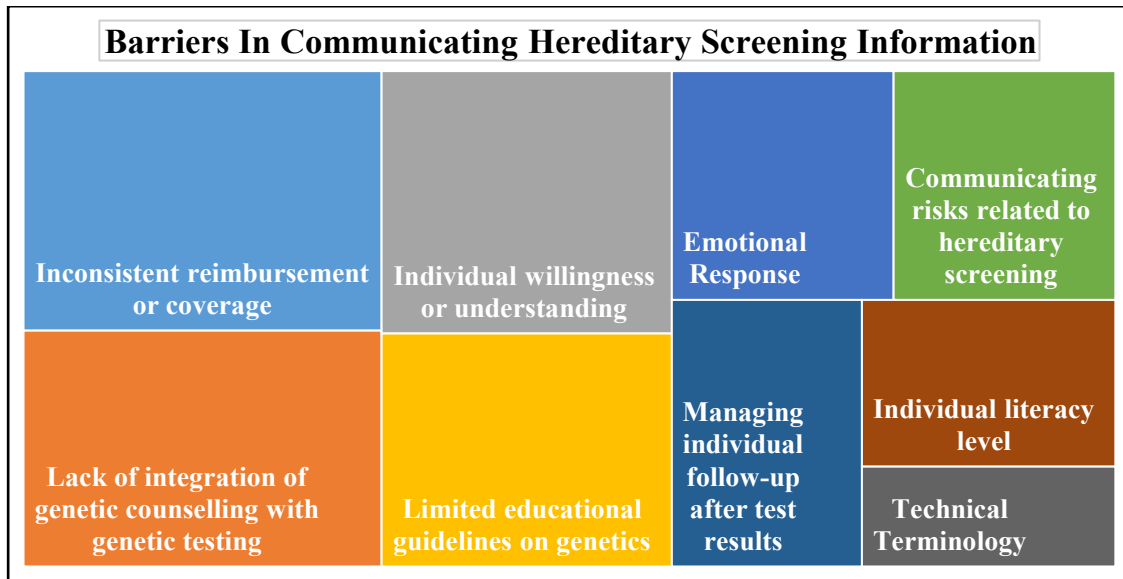 Barriers In Communicating Hereditary Screening Information
Inconsistent reimbursement
or coverage
Individual willingness
or understanding
Emotional
Response
Communicating
risks related to
hereditary
screening
Lack of integration of
genetic counselling with
genetic testing
Limited educational
guidelines on genetics
Managing
individual
follow-up
after test
results
Individual literacy
level
Technical
Terminology